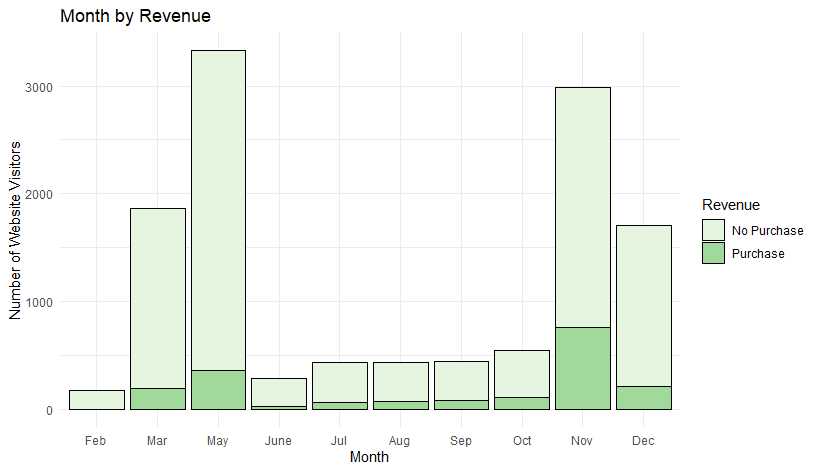 Month by Revenue
Number of Website Visitors
3000
2000
1000
0
Feb Mar May June Jul Aug Sep Oct Nov Dec
Month
Revenue
No Purchase
Purchase